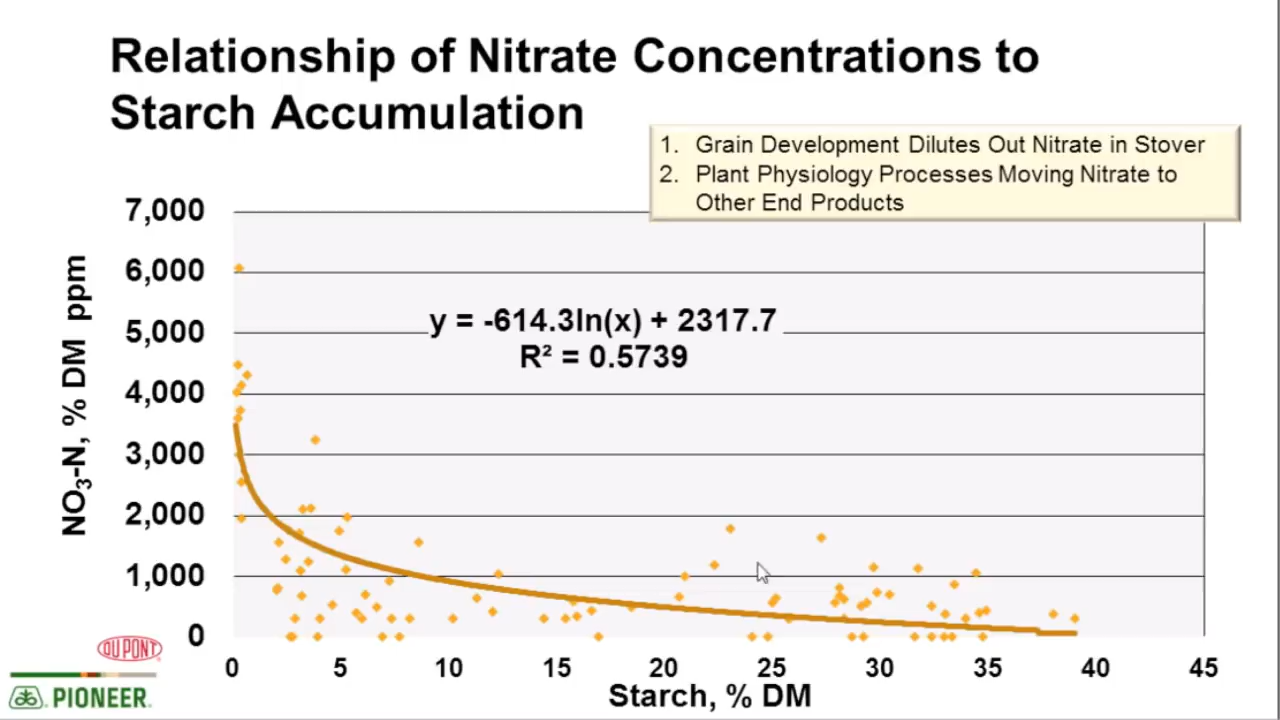 Relationship of Nitrate Concentrations to
Starch Accumulation
1. Grain Development Dilutes Out Nitrate in Stover
2. Plant Physiology Processes Moving Nitrate to
Other End Products
7,000
6,000
5,000
4,000
3,000
2,000
1,000
0
NO₃-N, % DM ppm
y = -614.3ln(x) + 2317.7
R² = 0.5739
0 5 10 15 20 25 30 35 40 45
Starch, % DM
DUPONT
PIONEER